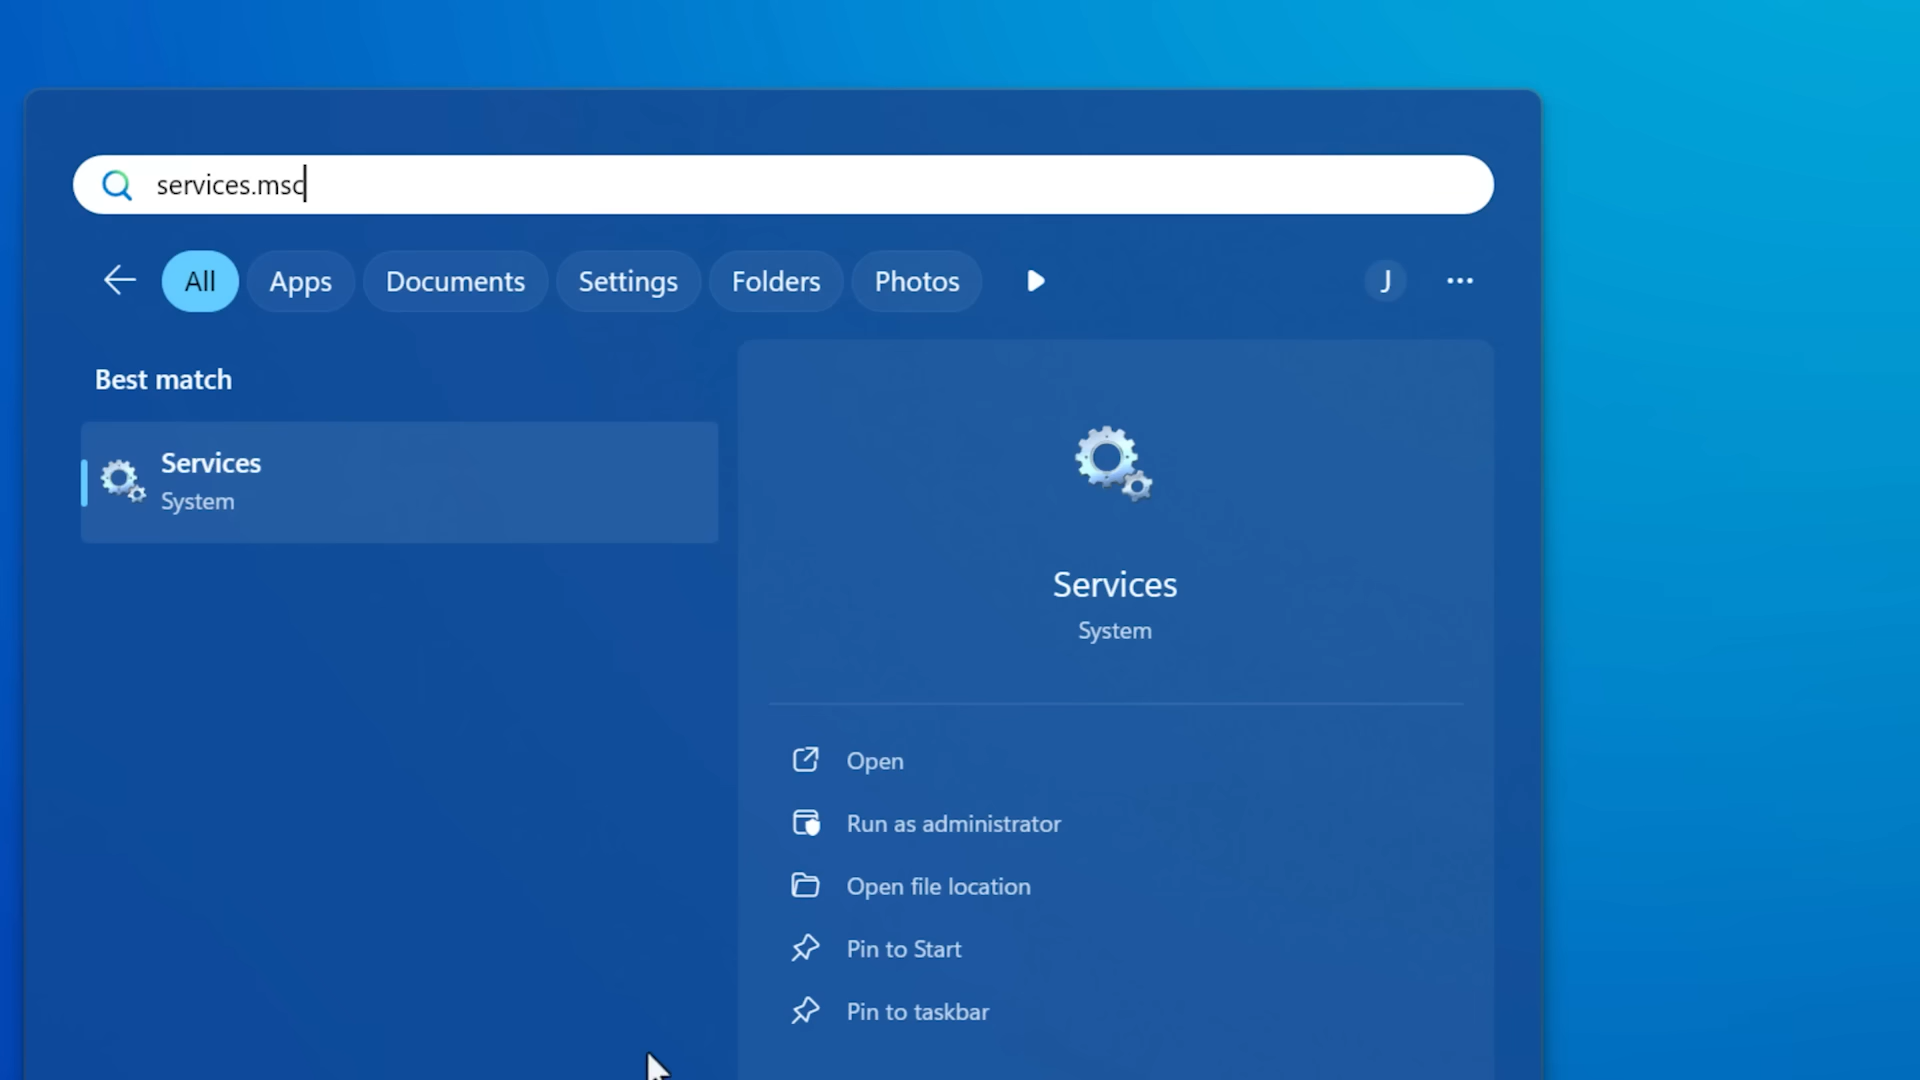 services.msc
All Apps Documents Settings Folders Photos J
Best match
Services
System
Services
System
Open
Run as administrator
Open file location
Pin to Start
Pin to taskbar